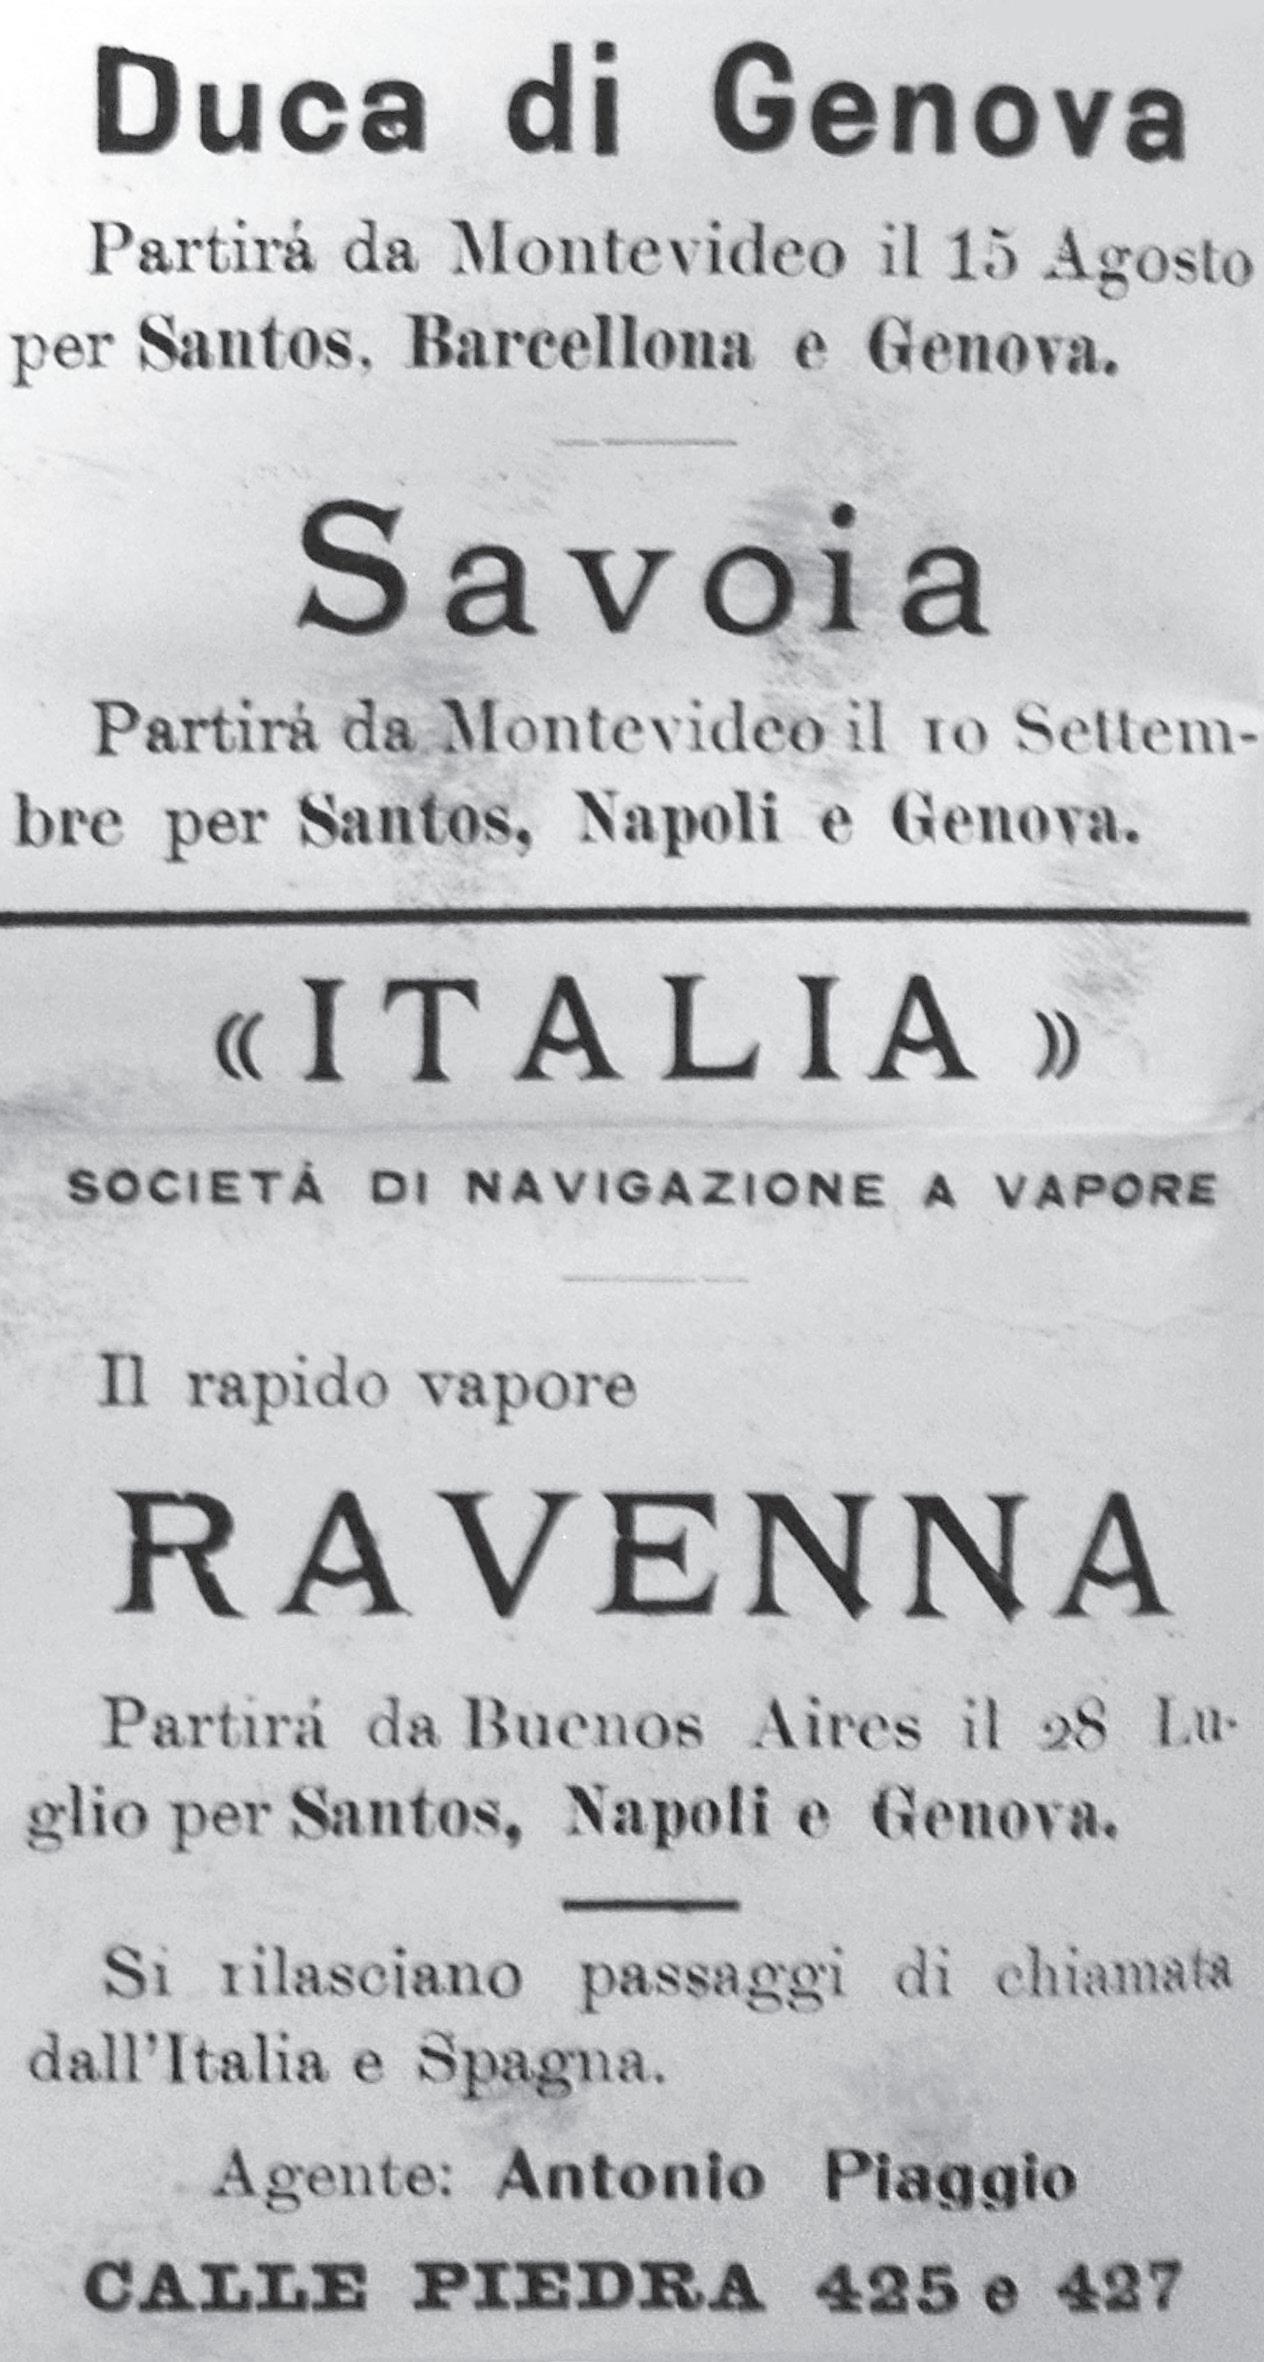 Duca di Genova
Partirá da Montevideo il 15 Agosto
per Santos, Barcellona e Genova.
Savoia
Partirá da Montevideo il 10 Settem-
bre per Santos, Napoli e Genova.
«ITALIA»
SOCIETÁ DI NAVIGAZIONE A VAPORE
Il rapido vapore
RAVENNA
Partirá da Buenos Aires il 28 Lu-
glio per Santos, Napoli e Genova.
Si rilasciano passaggi di chiamata
dall'Italia e Spagna.
Agente: Antonio Piaggio
CALLE PIEDRA 425 e 427